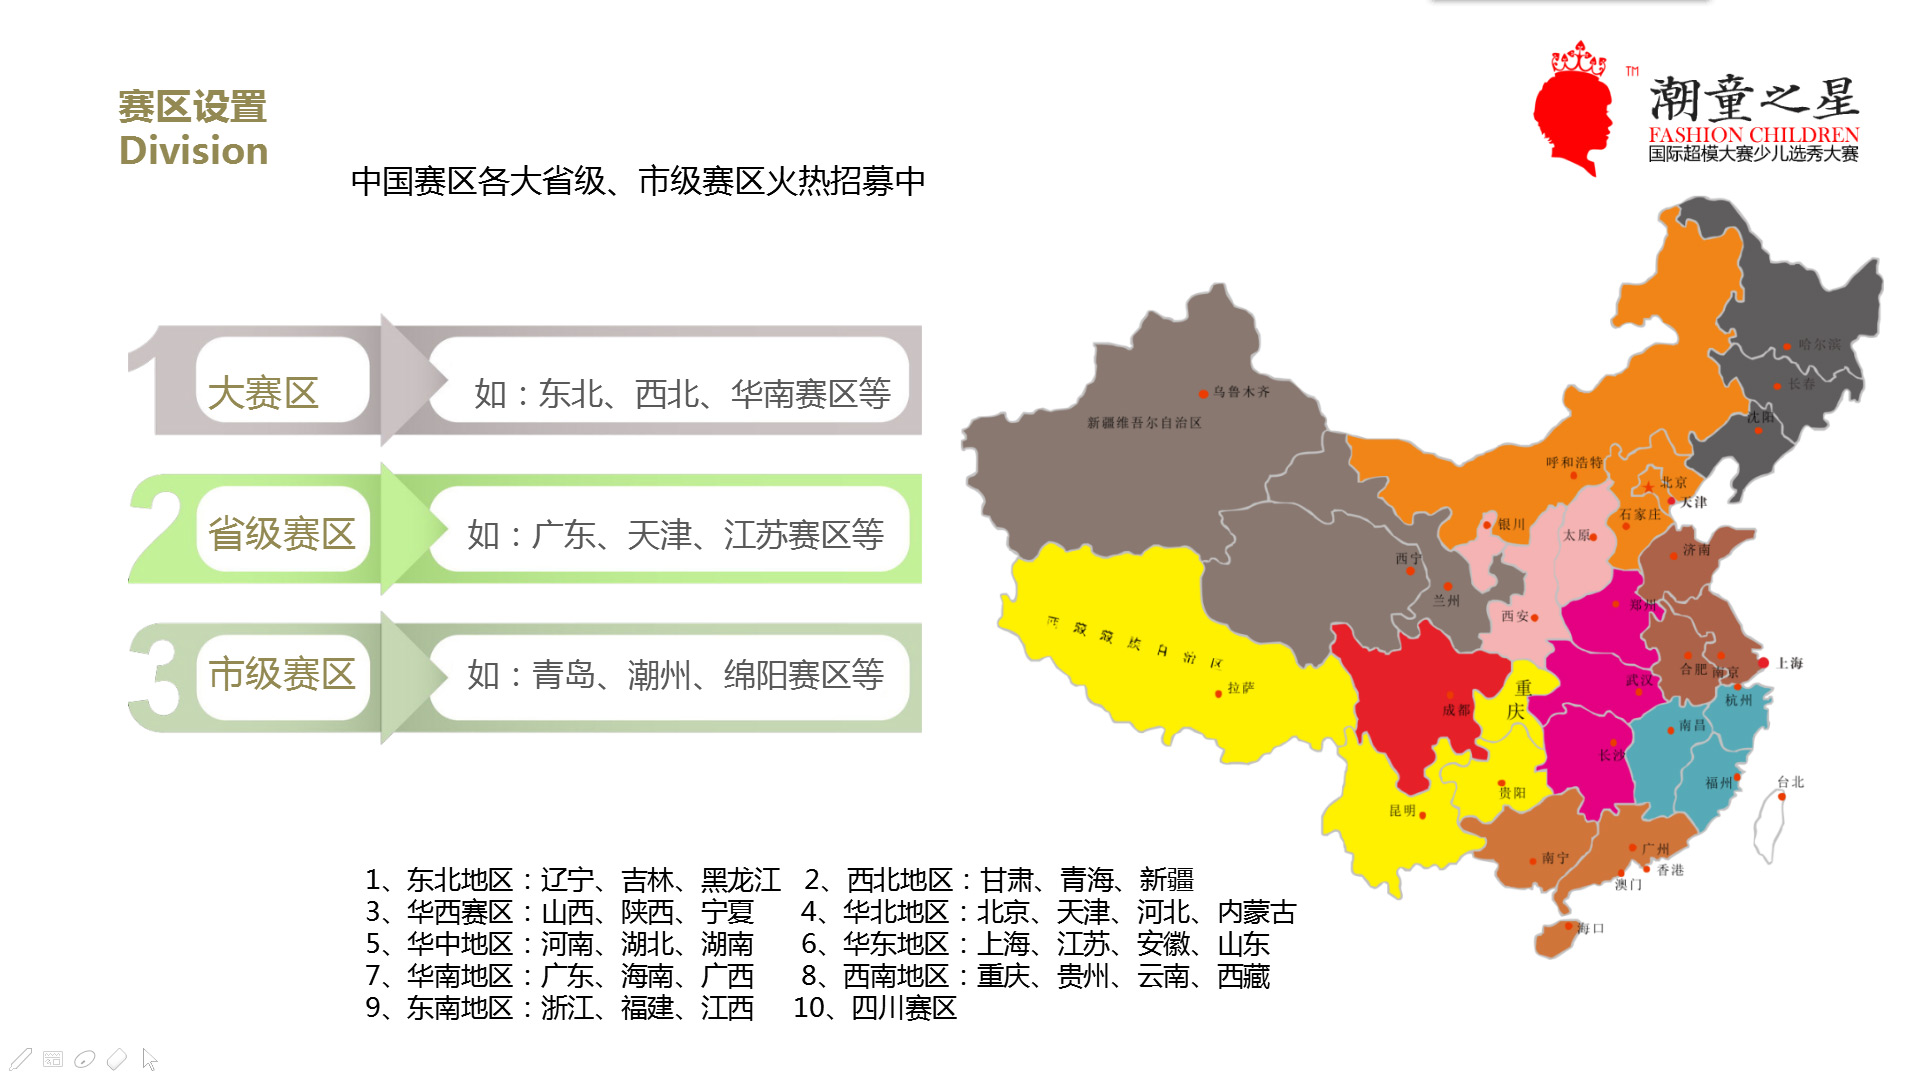 赛区设置
Division
中国赛区各大省级、市级赛区火热招募中
TM
潮童之星
FASHION CHILDREN
国际超模大赛少儿选秀大赛
1
大赛区
如：东北、西北、华南赛区等
2
省级赛区
如：广东、天津、江苏赛区等
3
市级赛区
如：青岛、潮州、绵阳赛区等
哈尔滨
长春
沈阳
乌鲁木齐
新疆维吾尔自治区
呼和浩特
北京
天津
石家庄
银川
太原
济南
西宁
兰州
西安
郑州
西藏藏族自治区
拉萨
合肥
南京
上海
武汉
重庆
成都
杭州
南昌
长沙
福州
台北
贵阳
昆明
南宁
广州
香港
澳门
海口
1、东北地区：辽宁、吉林、黑龙江 2、西北地区：甘肃、青海、新疆
3、华西赛区：山西、陕西、宁夏 4、华北地区：北京、天津、河北、内蒙古
5、华中地区：河南、湖北、湖南 6、华东地区：上海、江苏、安徽、山东
7、华南地区：广东、海南、广西 8、西南地区：重庆、贵州、云南、西藏
9、东南地区：浙江、福建、江西 10、四川赛区